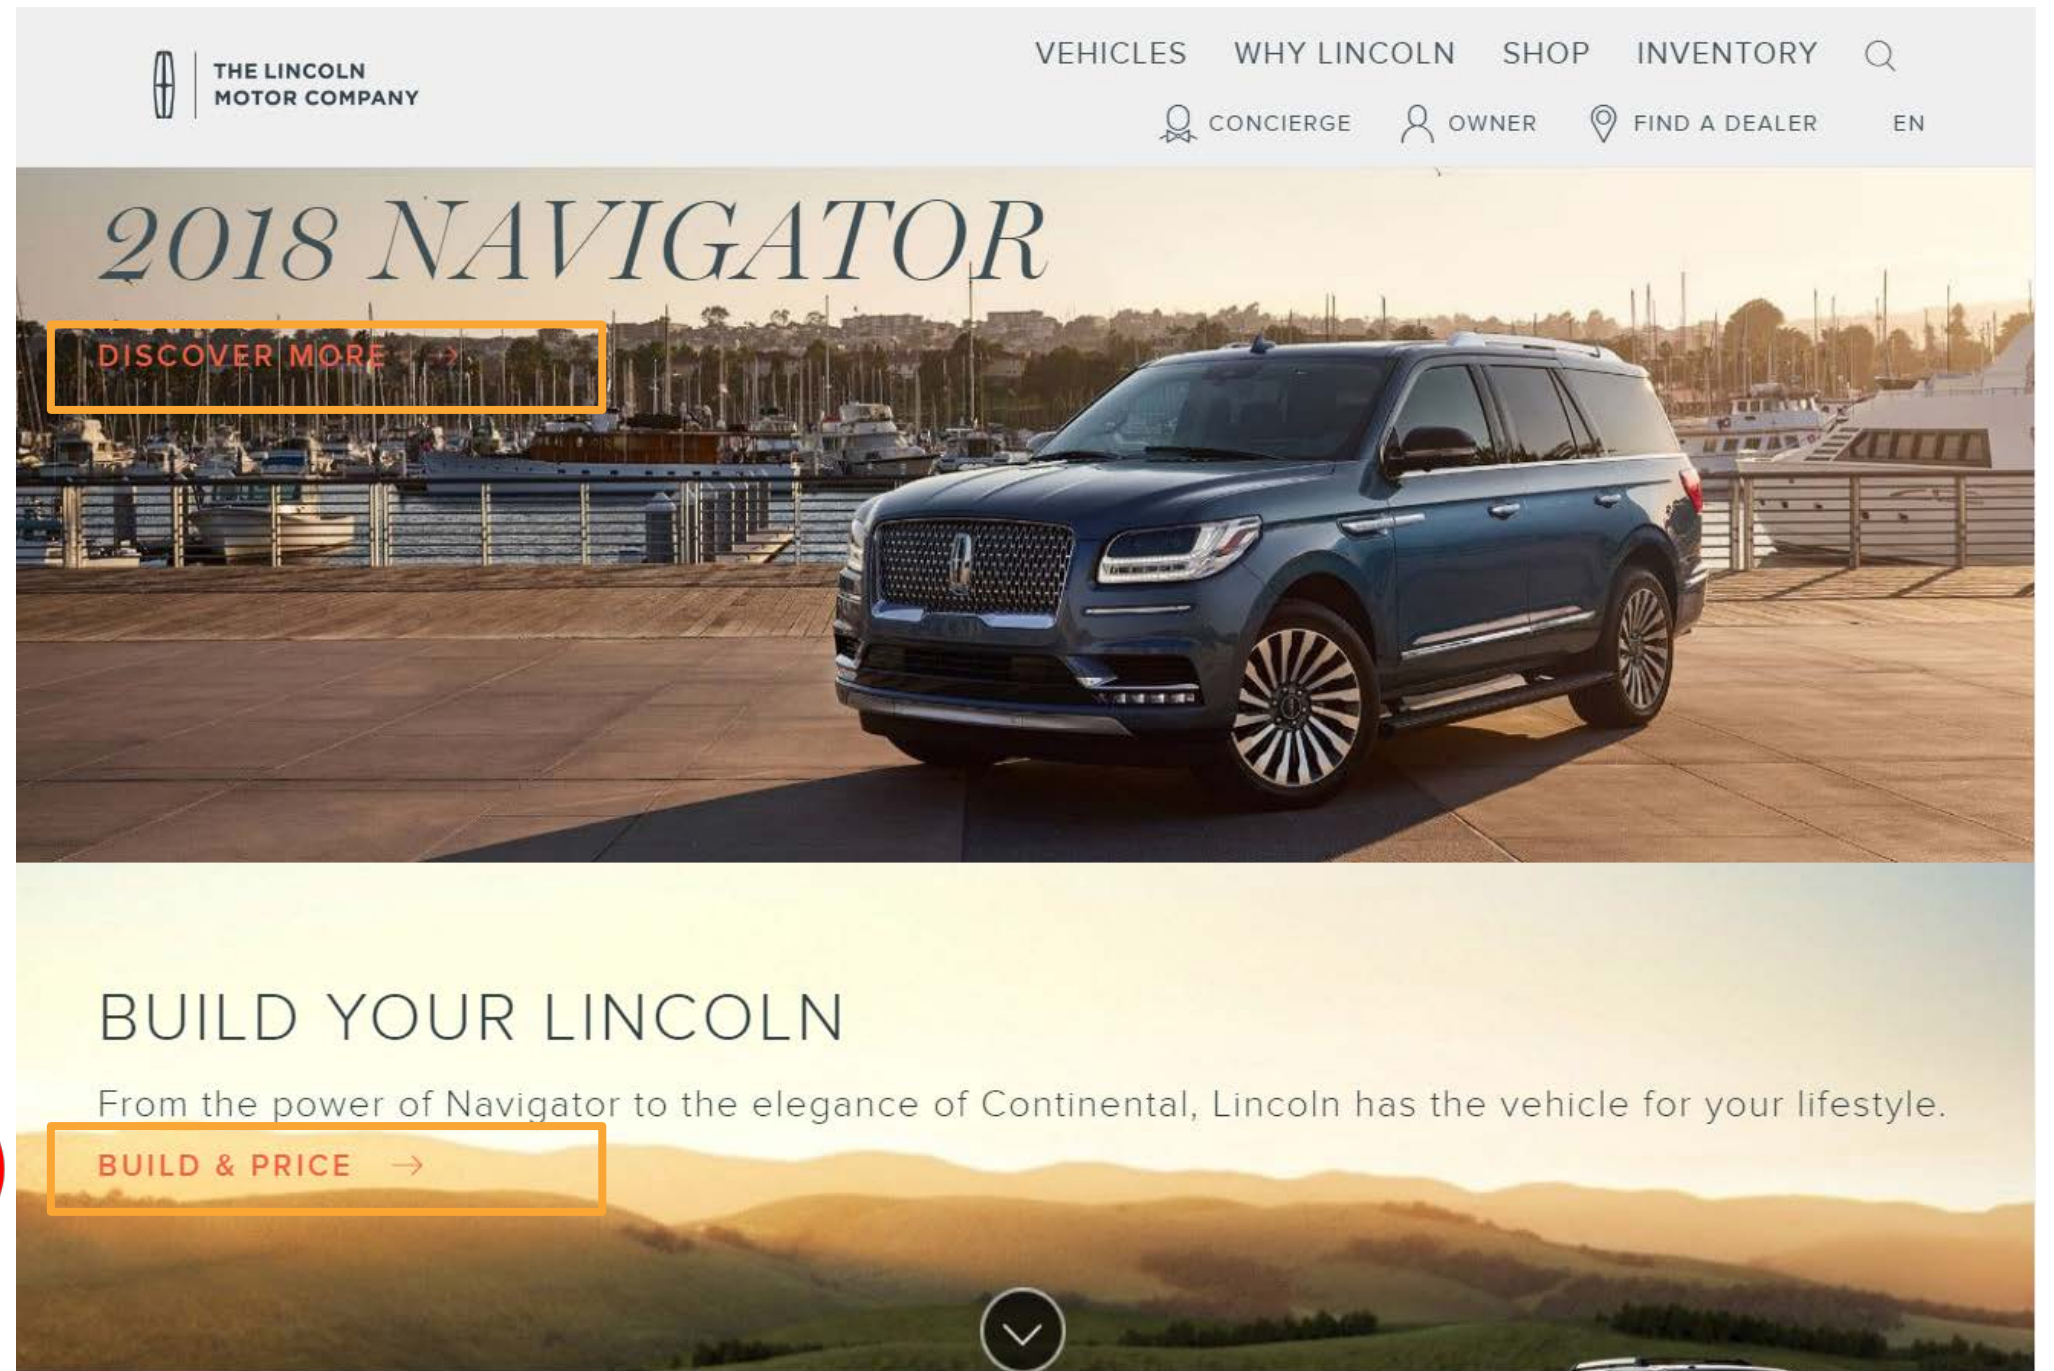 THE LINCOLN
MOTOR COMPANY
VEHICLES WHY LINCOLN SHOP INVENTORY
CONCIERGE OWNER FIND A DEALER EN
2018 NAVIGATOR
DISCOVER MORE
BUILD YOUR LINCOLN
From the power of Navigator to the elegance of Continental, Lincoln has the vehicle for your lifestyle.
BUILD & PRICE